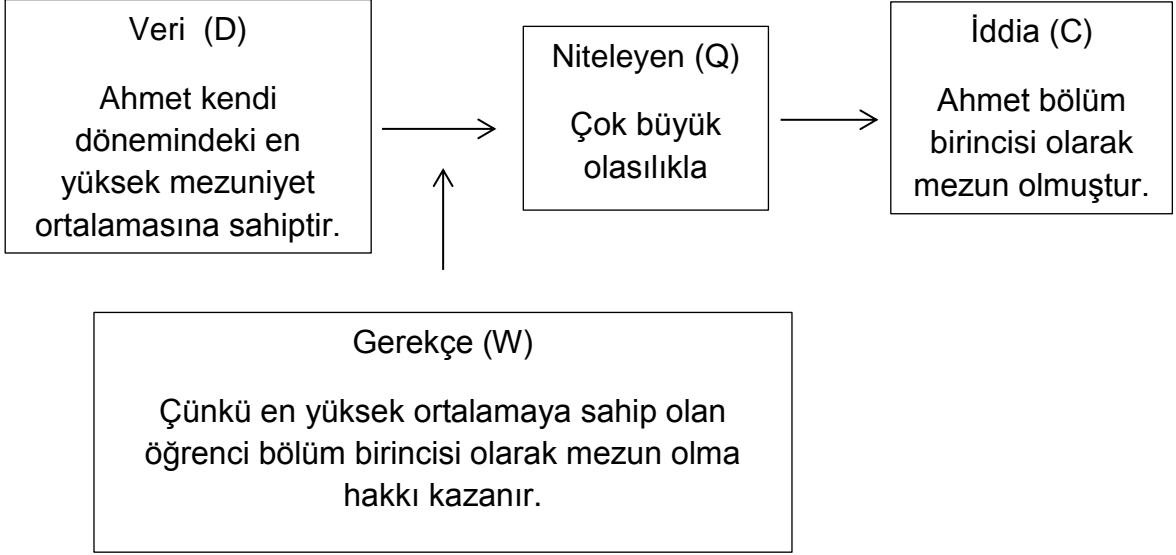 Veri (D)
Ahmet kendi
dönemindeki en
yüksek mezuniyet
ortalamasına sahiptir.
Niteleyen (Q)
Çok büyük
olasılıkla
İddia (C)
Ahmet bölüm
birincisi olarak
mezun olmuştur.
Gerekçe (W)
Çünkü en yüksek ortalamaya sahip olan
öğrenci bölüm birincisi olarak mezun olma
hakkı kazanır.